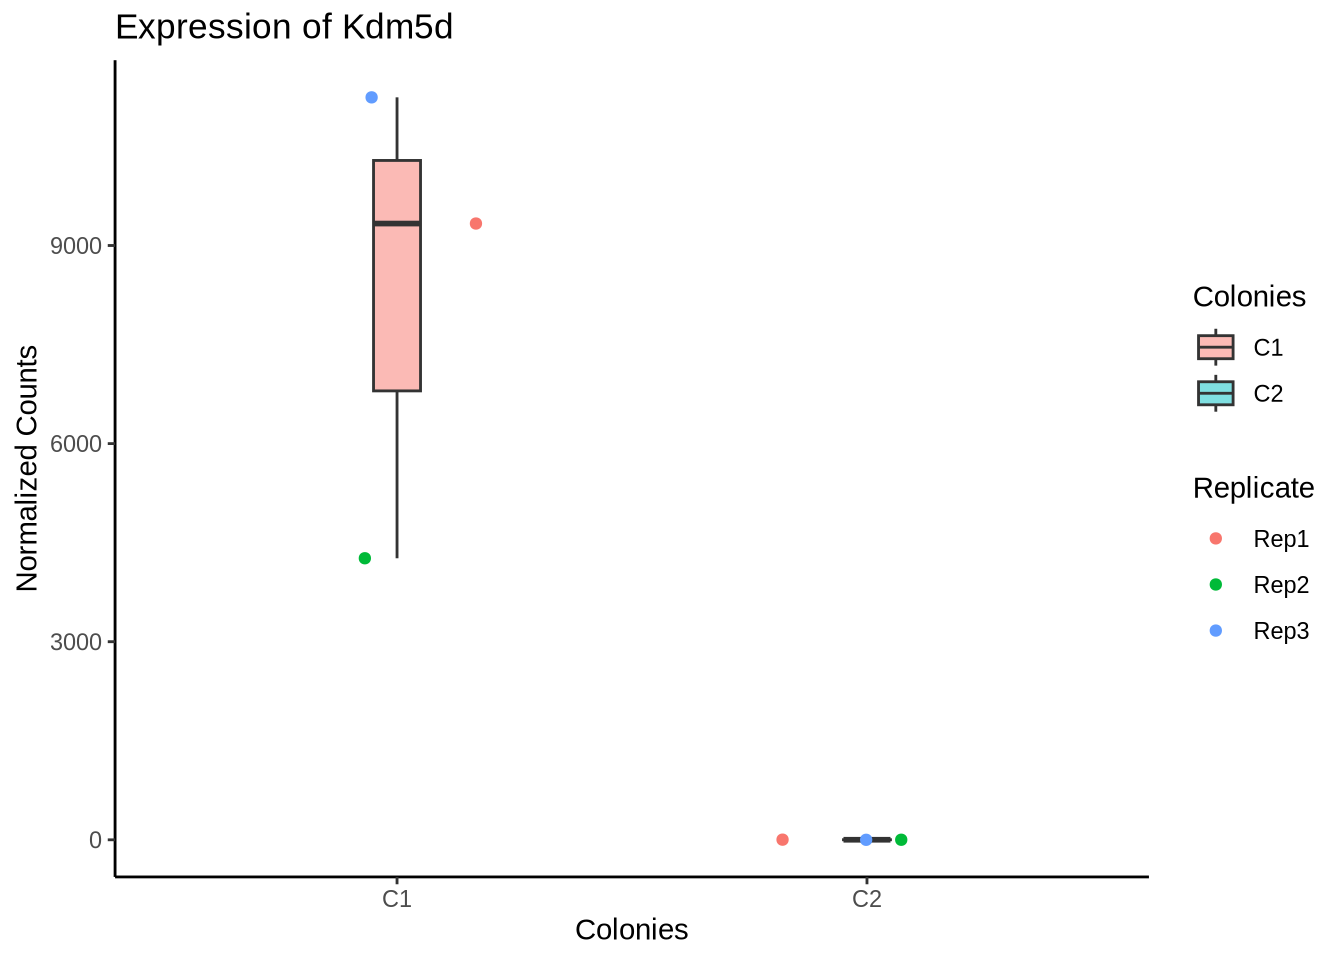 Expression of Kdm5d
Normalized Counts
9000
6000
3000
0
C1
C2
Colonies
Colonies
C1
C2
Replicate
Rep1
Rep2
Rep3